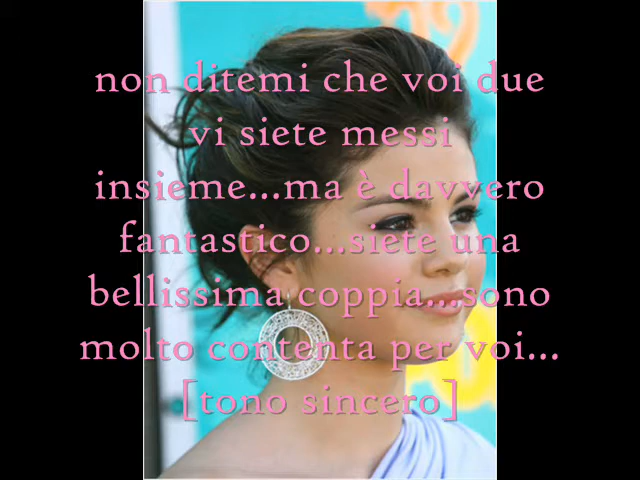 non ditemi che voi due
vi siete messi
insieme...ma è davvero
fantastico...siete una
bellissima coppia...sono
molto contenta per voi...
[tono sincero]